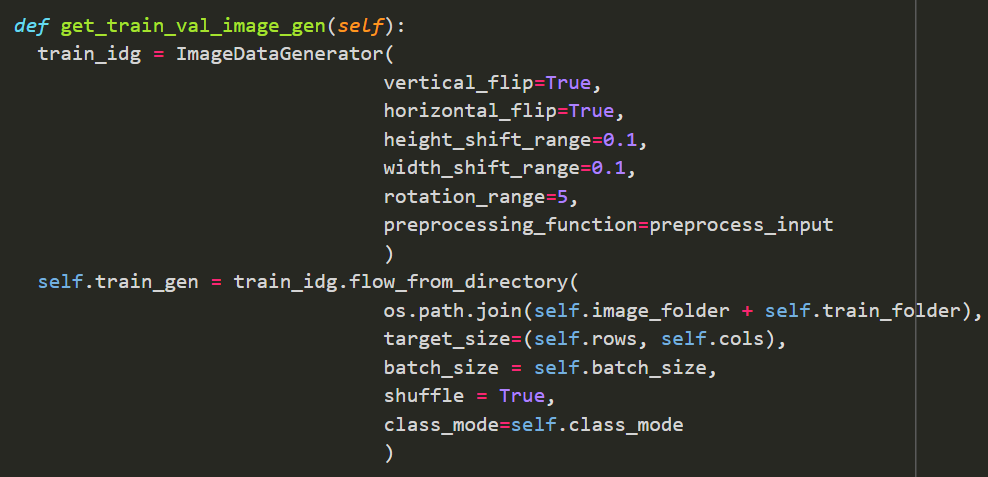 def get_train_val_image_gen(self):
train_idg = ImageDataGenerator(
vertical_flip=True,
horizontal_flip=True,
height_shift_range=0.1,
width_shift_range=0.1,
rotation_range=5,
preprocessing_function=preprocess_input
)
self.train_gen = train_idg.flow_from_directory(
os.path.join(self.image_folder + self.train_folder),
target_size=(self.rows, self.cols),
batch_size = self.batch_size,
shuffle = True,
class_mode=self.class_mode
)